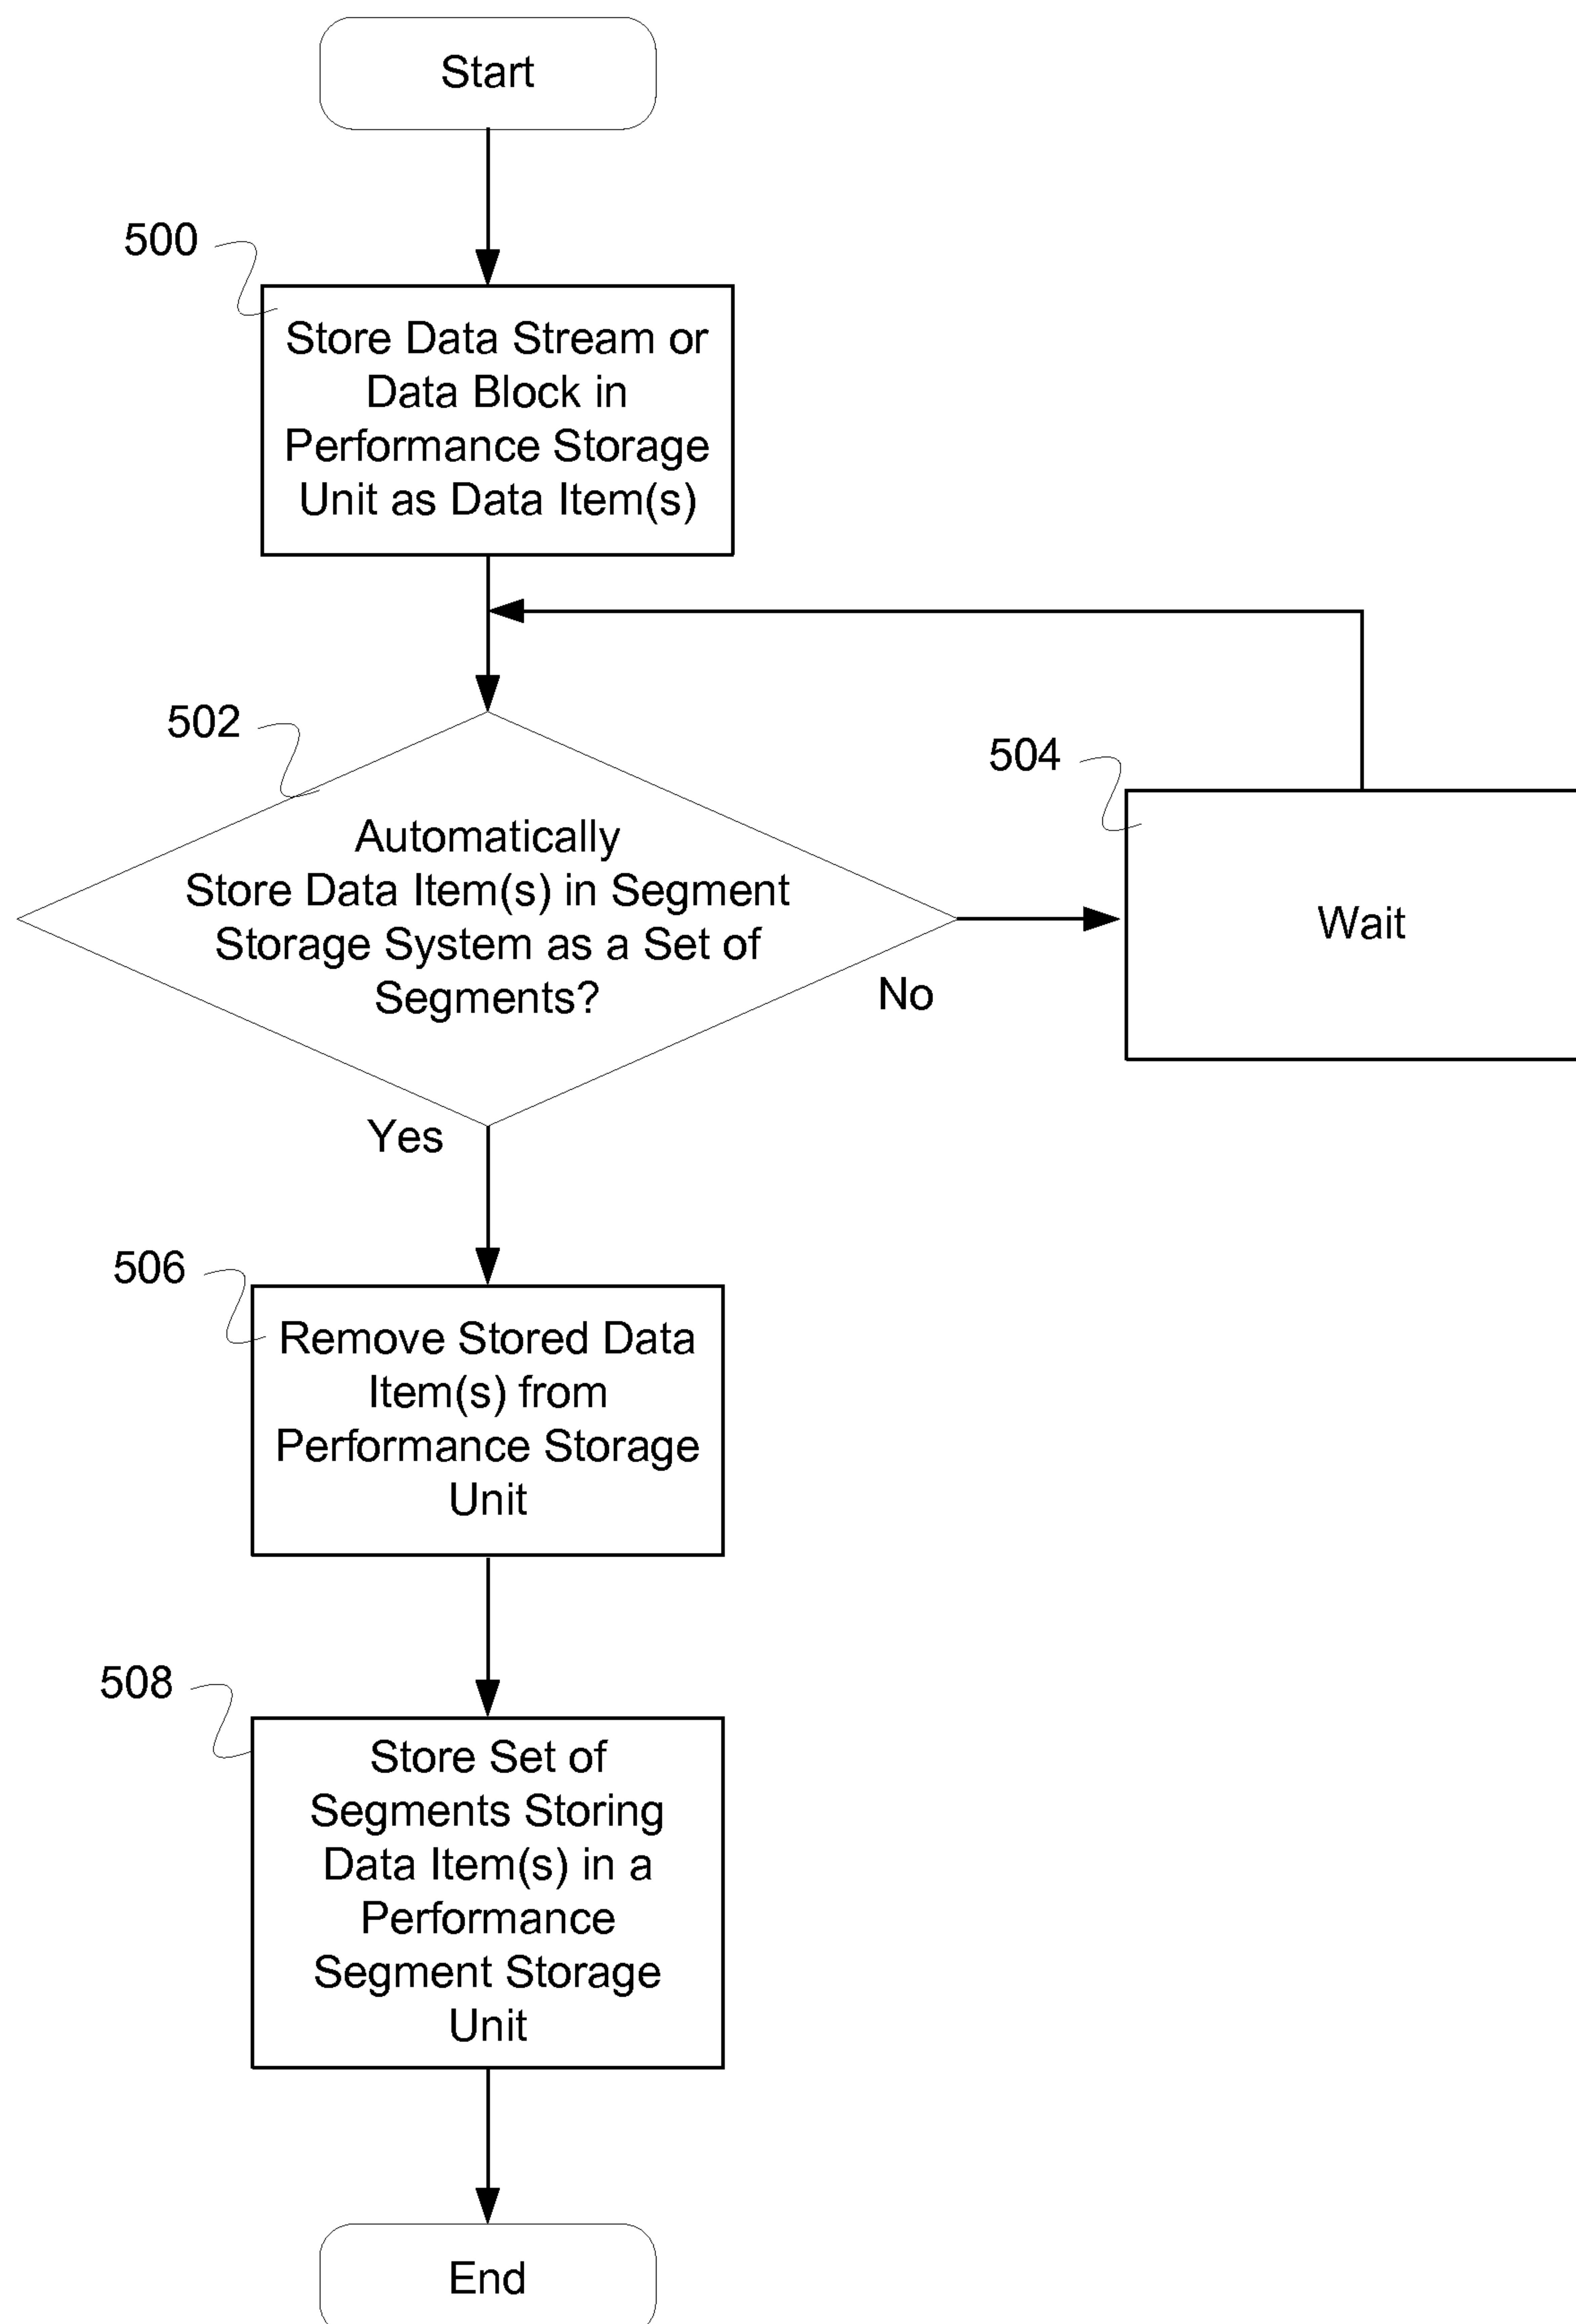 Start
500
Store Data Stream or
Data Block in
Performance Storage
Unit as Data Item(s)
502
Automatically
Store Data Item(s) in Segment
Storage System as a Set of
Segments?
504
Wait
No
Yes
506
Remove Stored Data
Item(s) from
Performance Storage
Unit
508
Store Set of
Segments Storing
Data Item(s) in a
Performance
Segment Storage
Unit
End